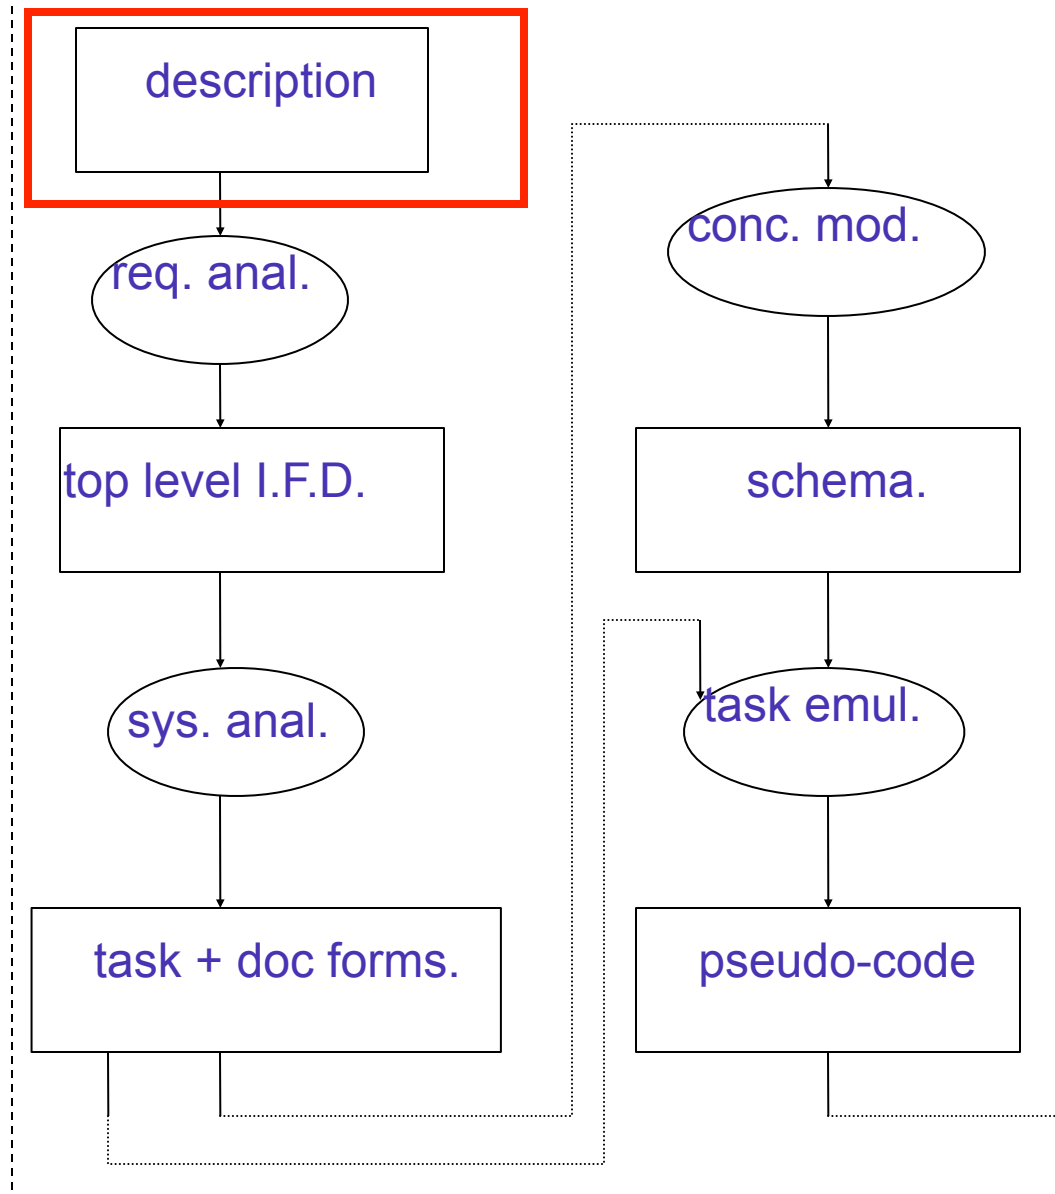 description
req. anal.
top level I.F.D.
sys. anal.
task + doc forms.
conc. mod.
schema.
task emul.
pseudo-code